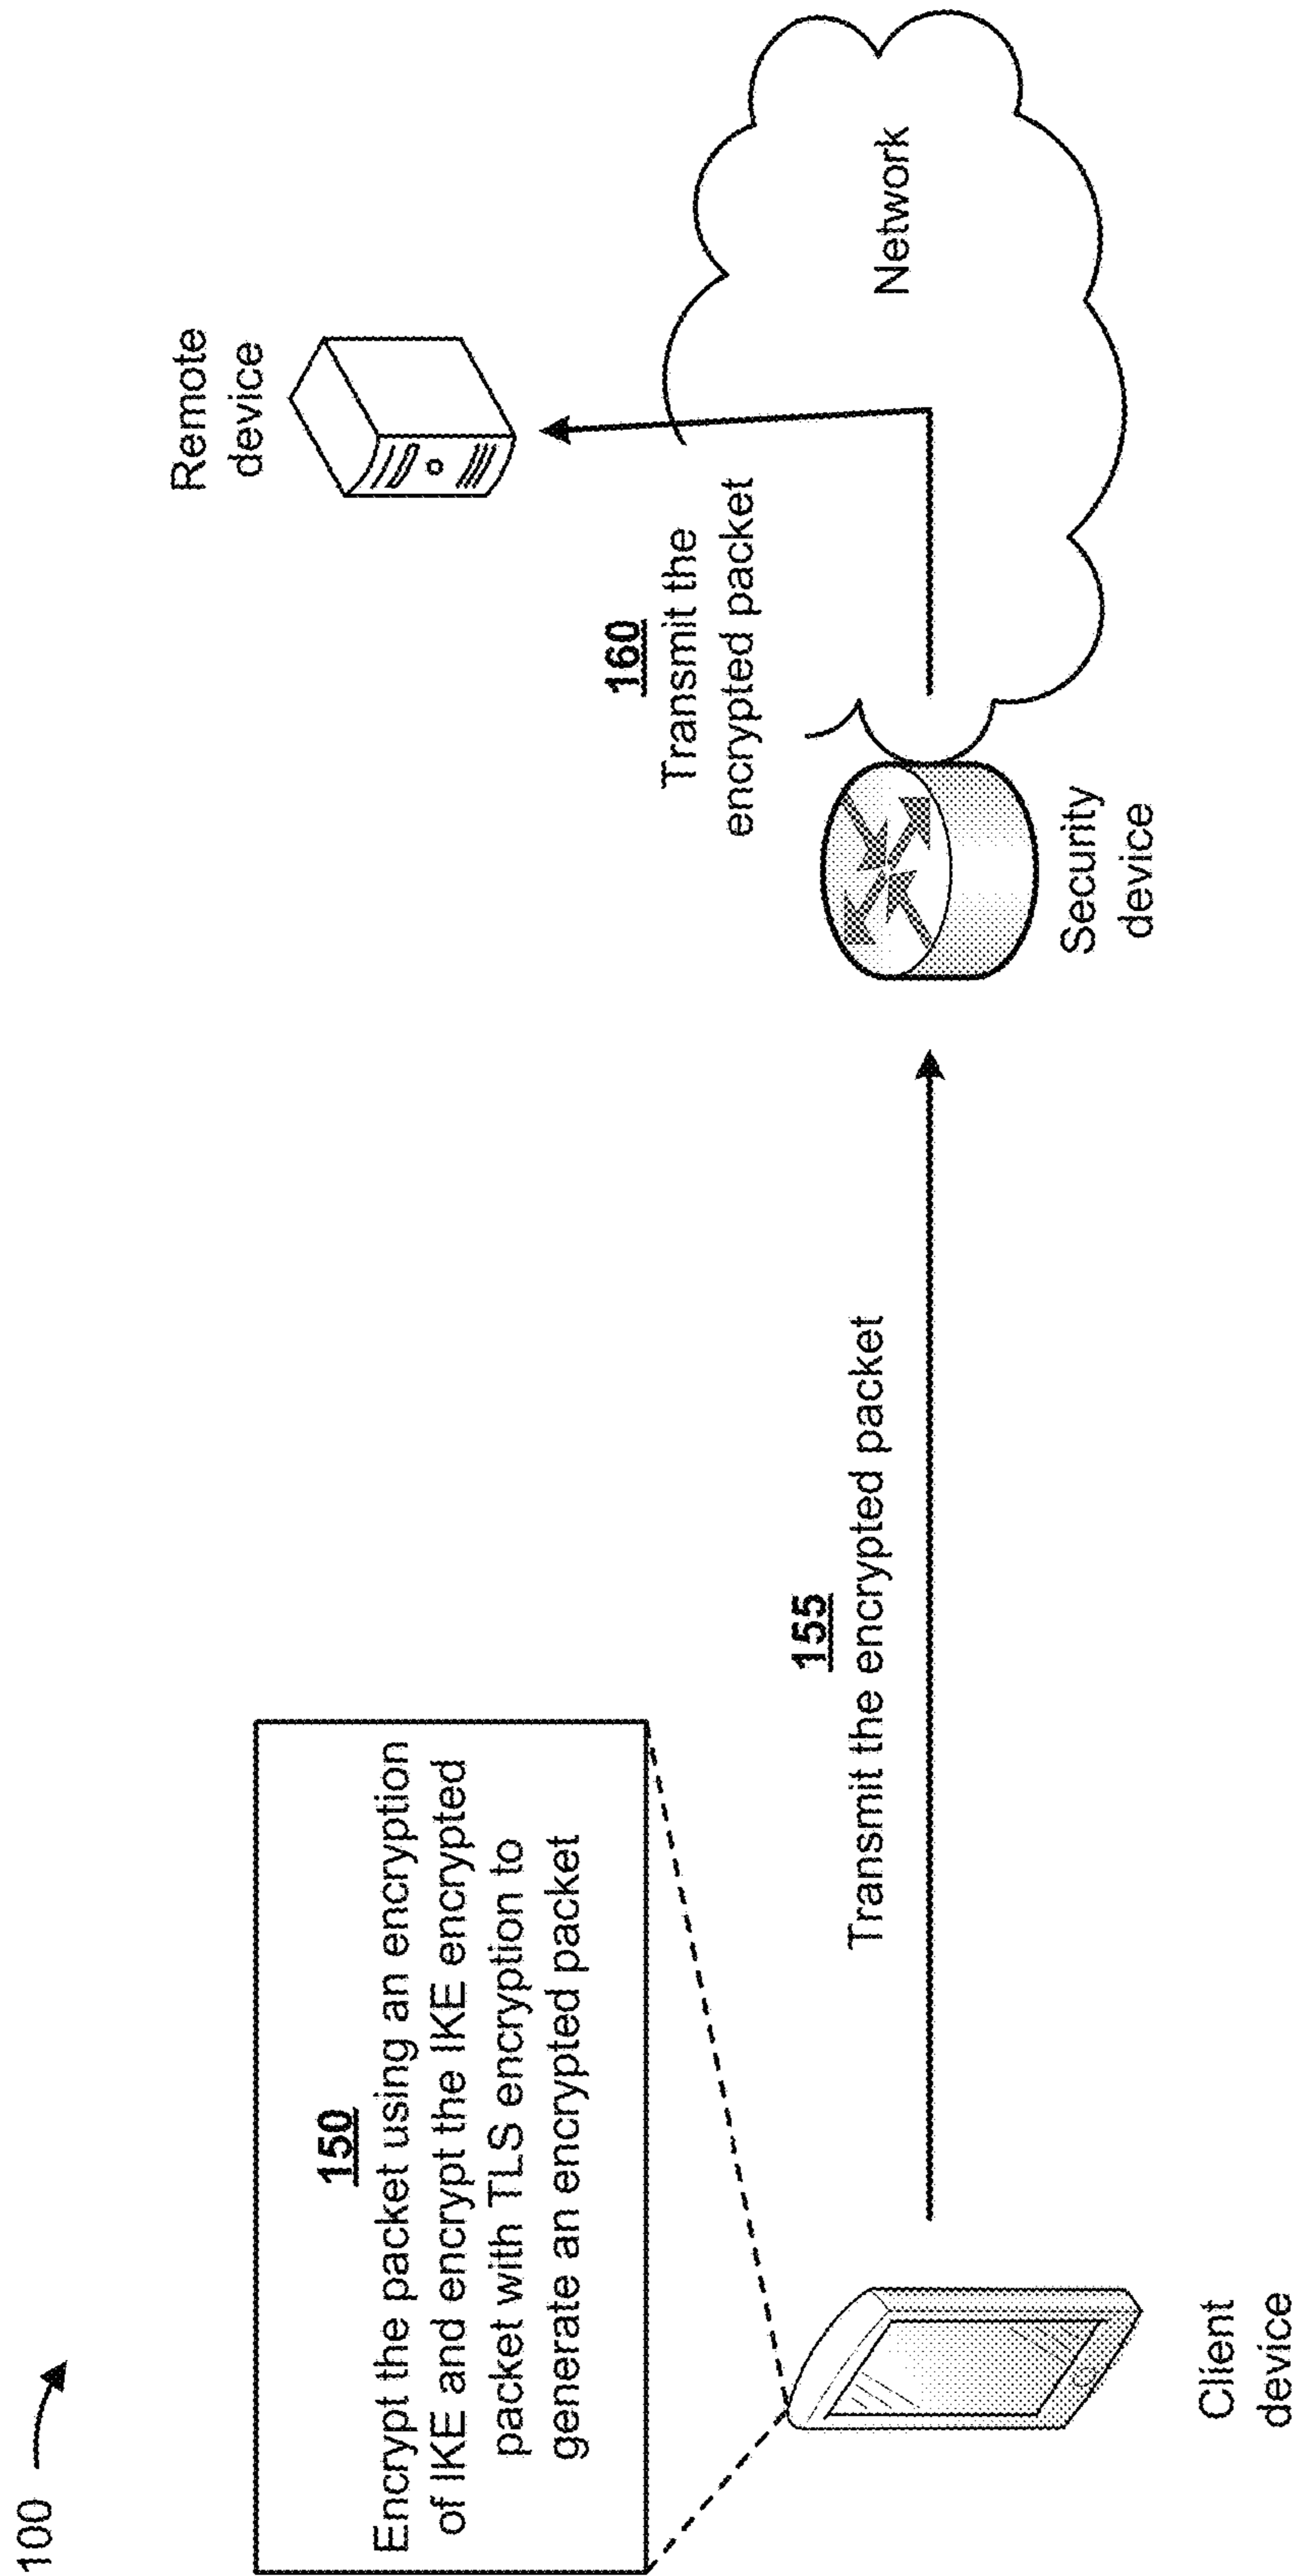 100
150
Encrypt the packet using an encryption
of IKE and encrypt the IKE encrypted
packet with TLS encryption to
generate an encrypted packet
155
Transmit the encrypted packet
160
Transmit the
encrypted packet
Remote
device
Network
Security
device
Client
device